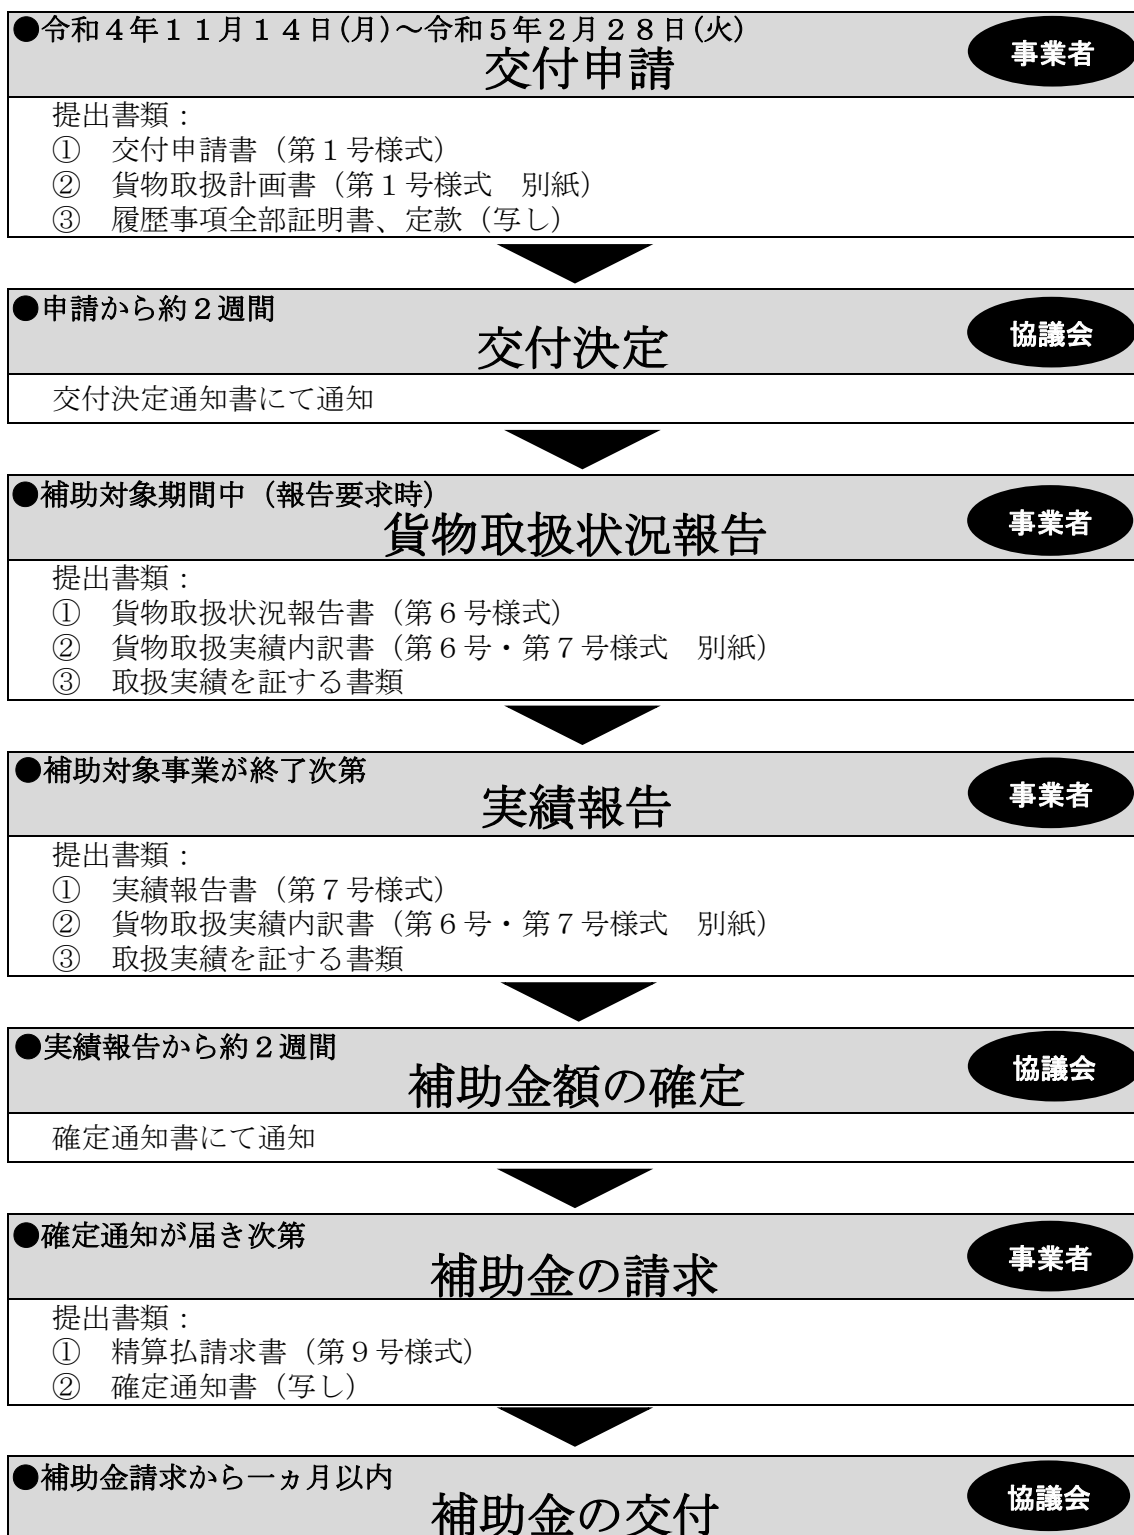 ●令和４年１１月１４日(月)～令和５年２月２８日(火)
交付申請
事業者
提出書類：
①　交付申請書（第１号様式）
②　貨物取扱計画書（第１号様式　別紙）
③　履歴事項全部証明書、定款（写し）
●申請から約２週間
交付決定
協議会
交付決定通知書にて通知
●補助対象期間中（報告要求時）
貨物取扱状況報告
事業者
提出書類：
①　貨物取扱状況報告書（第６号様式）
②　貨物取扱実績内訳書（第６号・第７号様式　別紙）
③　取扱実績を証する書類
●補助対象事業が終了次第
実績報告
事業者
提出書類：
①　実績報告書（第７号様式）
②　貨物取扱実績内訳書（第６号・第７号様式　別紙）
③　取扱実績を証する書類
●実績報告から約２週間
補助金額の確定
協議会
確定通知書にて通知
●確定通知が届き次第
補助金の請求
事業者
提出書類：
①　精算払請求書（第９号様式）
②　確定通知書（写し）
●補助金請求から一ヵ月以内
補助金の交付
協議会